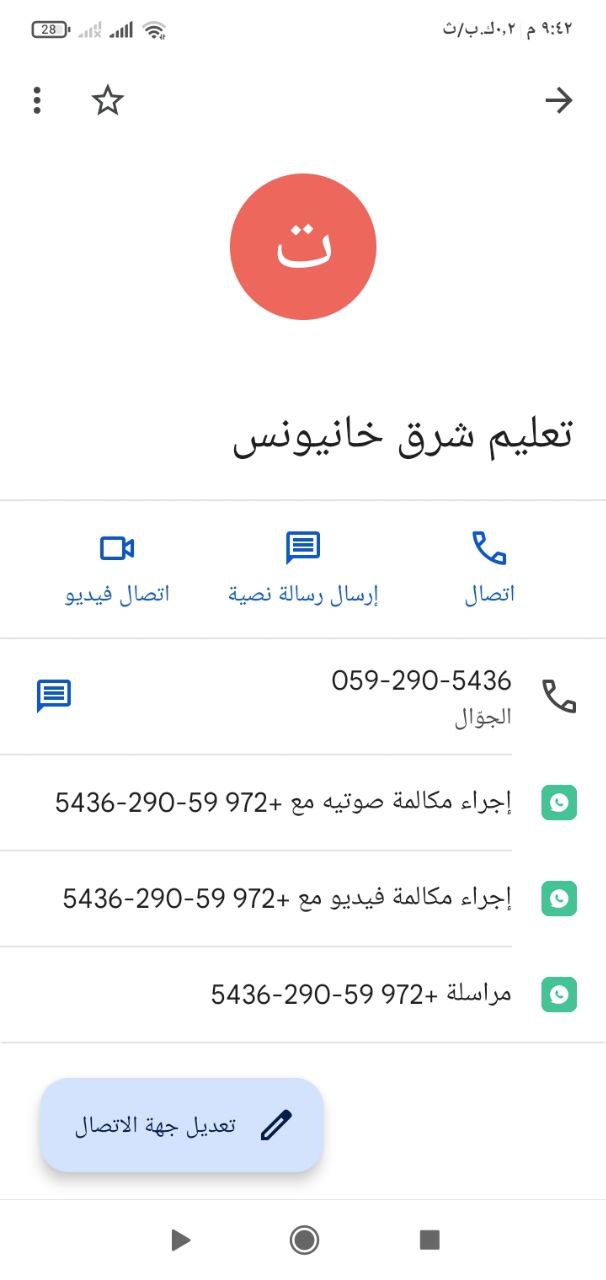 ٩:٤٢ م ٠,٢ك.ب/ث
28
ت
تعليم شرق خانيونس
اتصال
إرسال رسالة نصية
اتصال فيديو
059-290-5436
الجوّال
إجراء مكالمة صوتيه مع +972 59-290-5436
إجراء مكالمة فيديو مع +972 59-290-5436
مراسلة +972 59-290-5436
تعديل جهة الاتصال